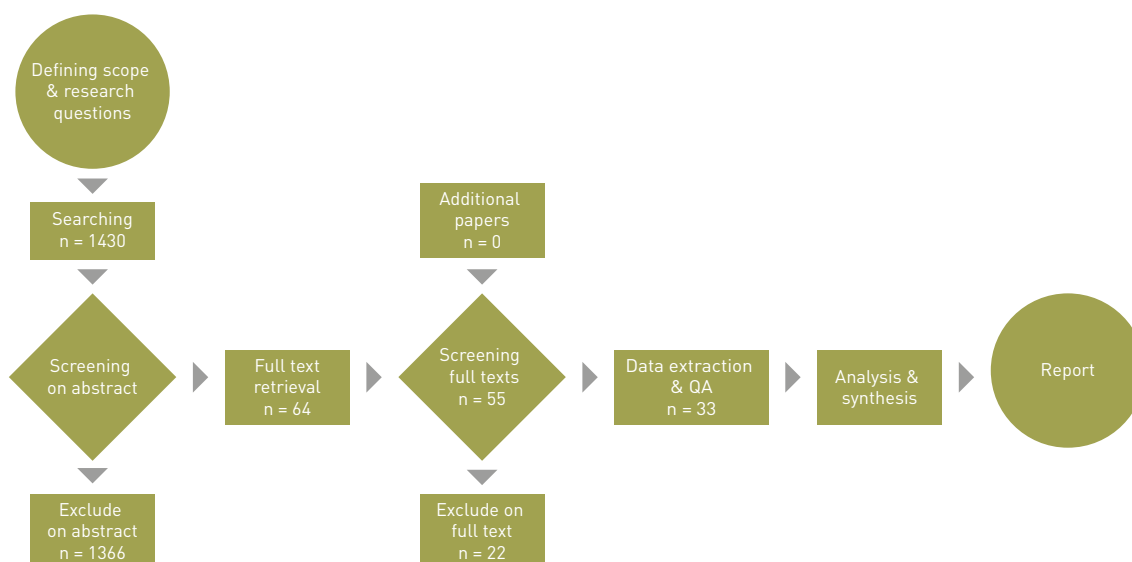 Defining scope
& research
questions
Searching
n = 1430
Screening
on abstract
Exclude
on abstract
n = 1366
Full text
retrieval
n = 64
Additional
papers
n = 0
Screening
full texts
n = 55
Exclude on
full text
n = 22
Data extraction
& QA
n = 33
Analysis &
synthesis
Report